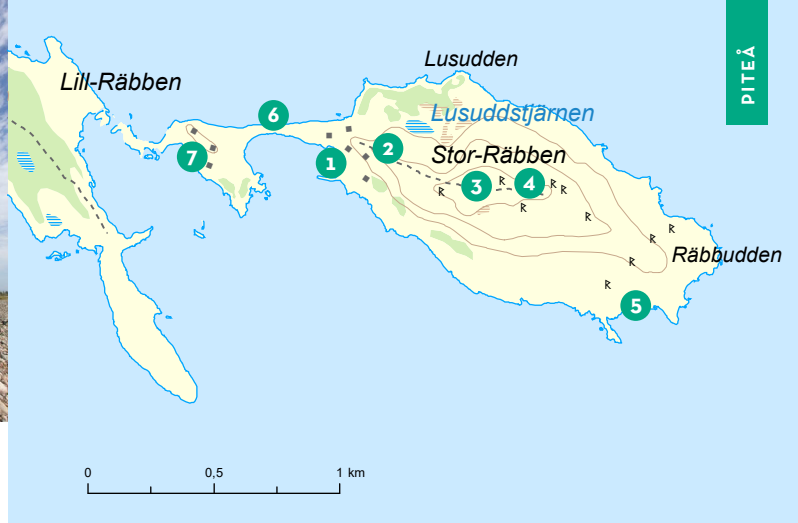 PITEÅ
Lusudden
Lill-Räbben
Lusuddstjärnen
6
2
1
7
Stor-Räbben
3
4
Räbbudden
5
0
0,5
1 km